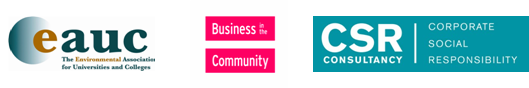 eauc
The Environmental Association
for Universities and Colleges
Business in the
Community
CSR
CONSULTANCY
CORPORATE
SOCIAL
RESPONSIBILITY